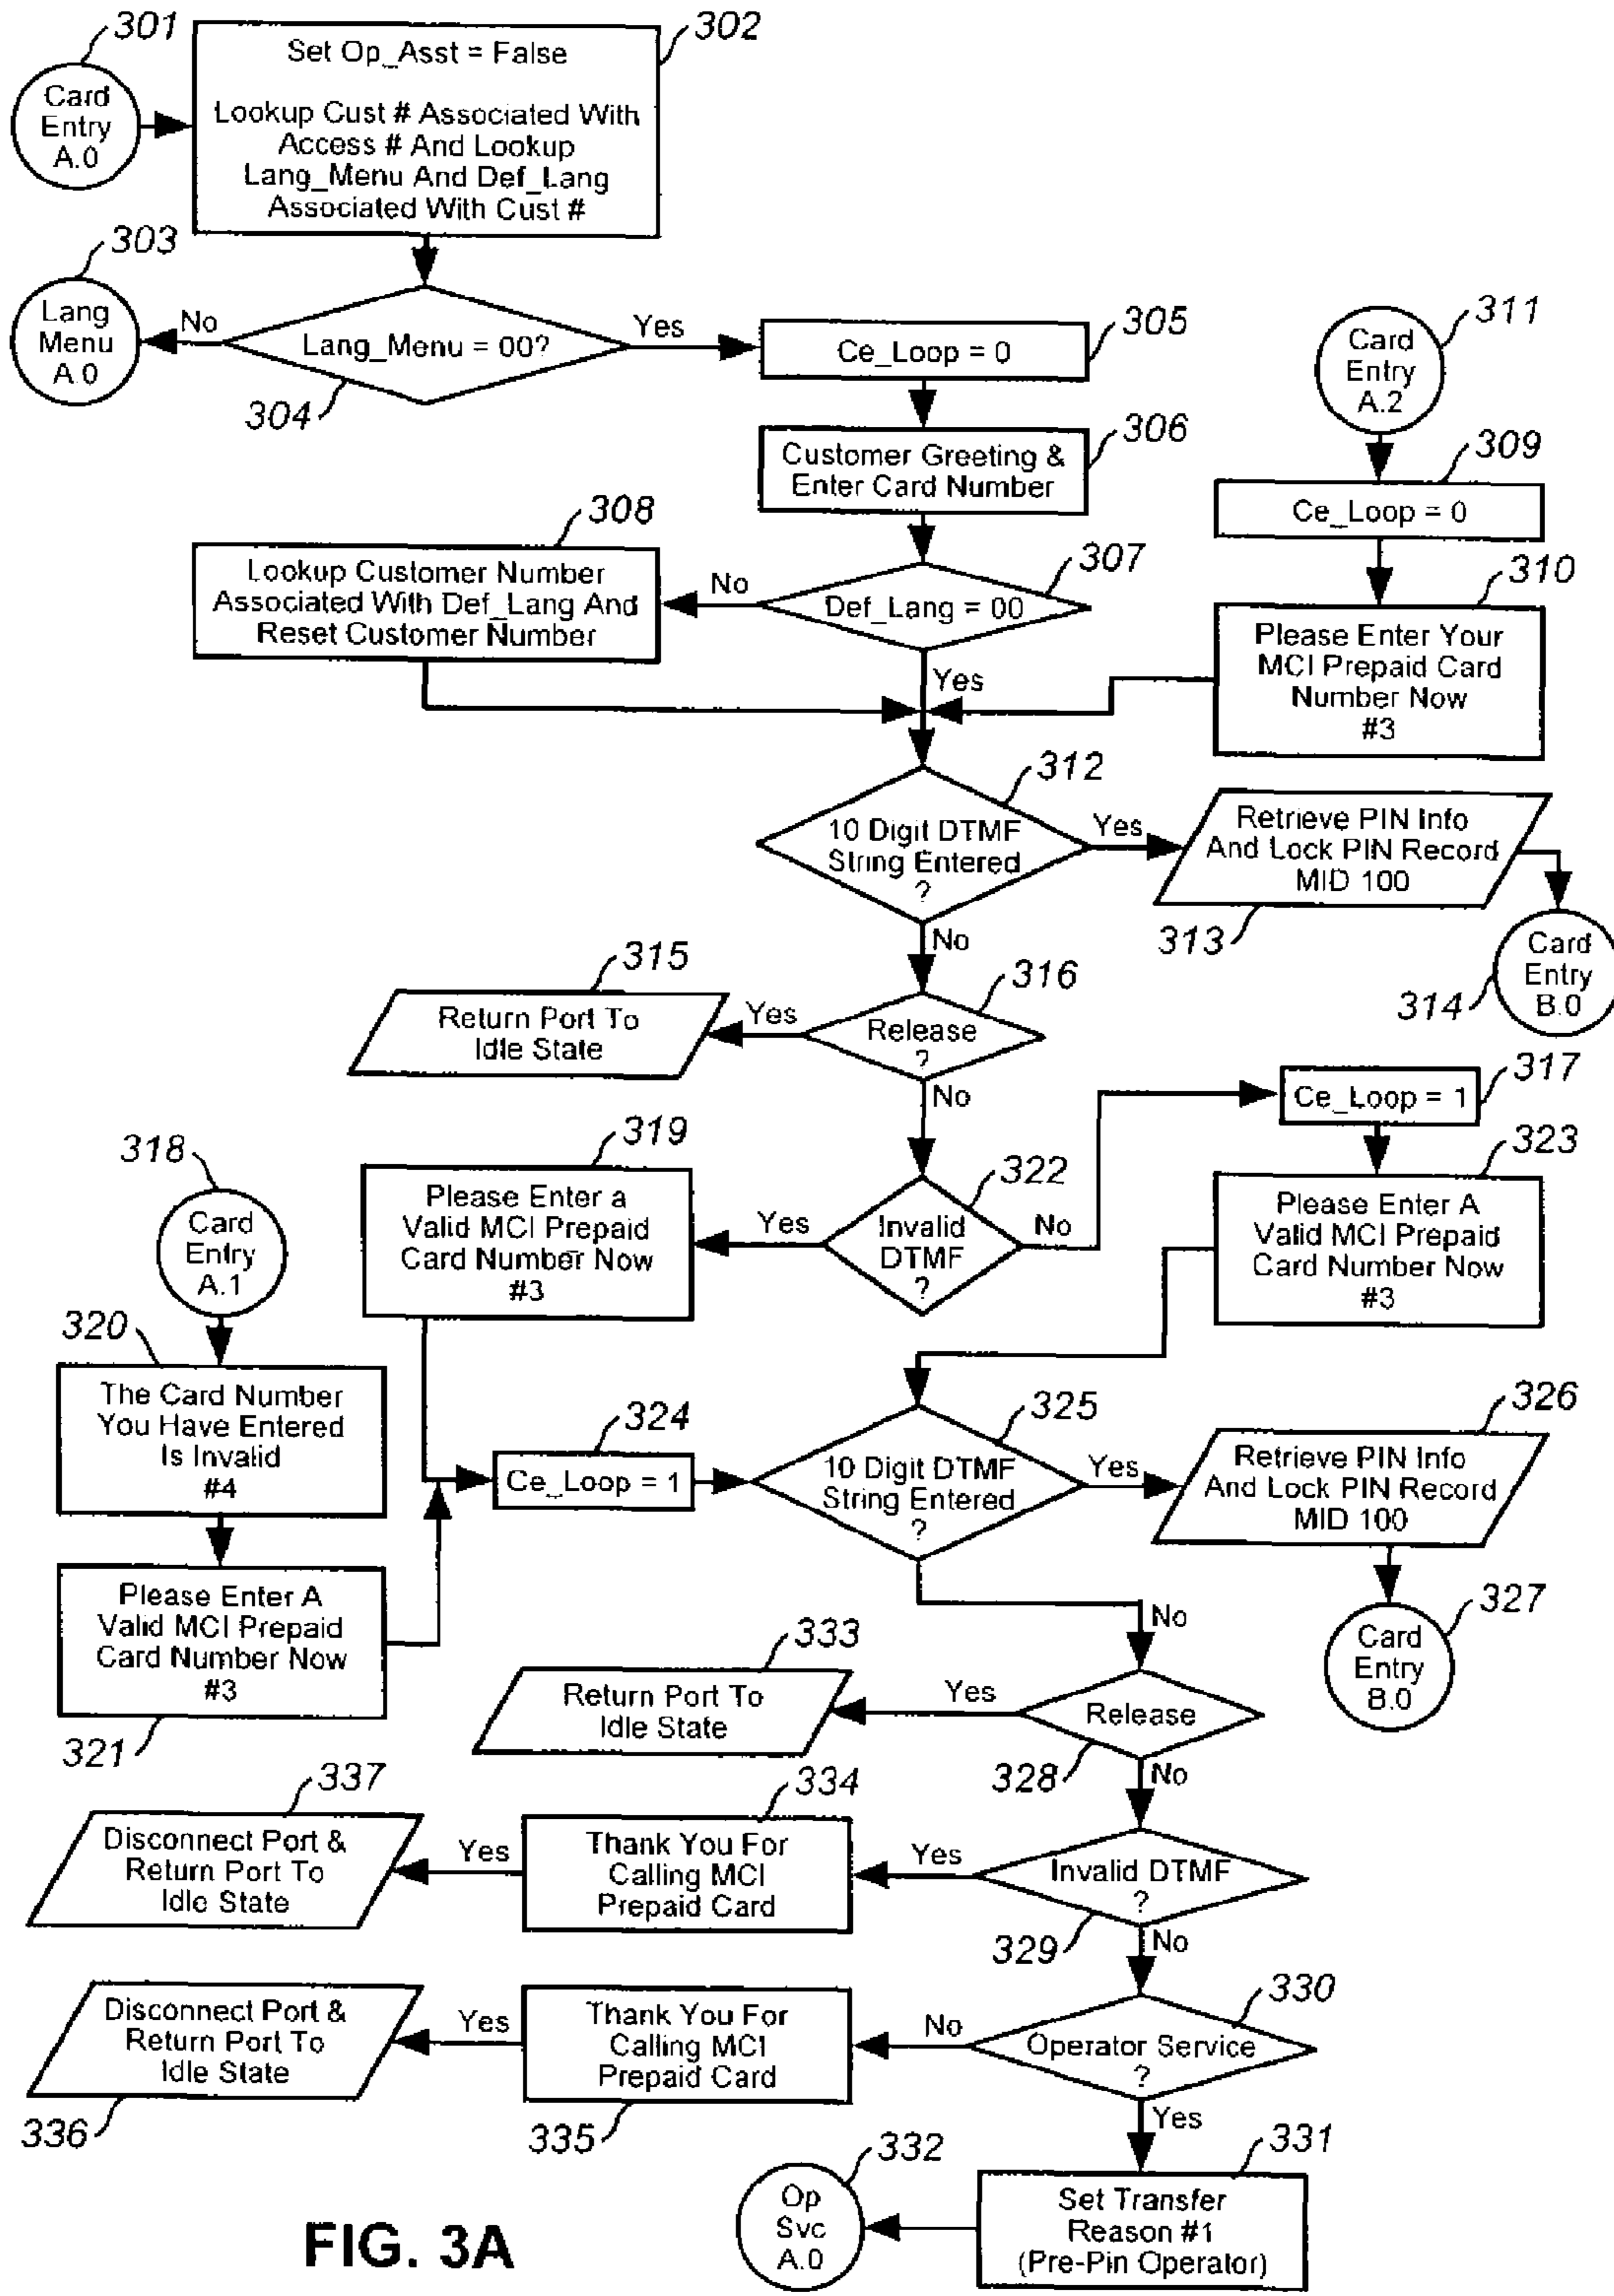 301
Card
Entry
A.0
302
Set Op_Asst = False
Lookup Cust # Associated With
Access # And Lookup
Lang_Menu And Def_Lang
Associated With Cust #
303
Lang
Menu
A.0
No
Lang_Menu = 00?
304
Yes
Ce_Loop = 0
305
Customer Greeting &
Enter Card Number
306
311
Card
Entry
A.2
309
Ce_Loop = 0
310
Please Enter Your
MCI Prepaid Card
Number Now
#3
308
Lookup Customer Number
Associated With Def_Lang And
Reset Customer Number
No
Def_Lang = 00
307
Yes
312
10 Digit DTMF
String Entered
?
Yes
Retrieve PIN Info
And Lock PIN Record
MID 100
313
Card
Entry
B.0
314
No
315
Return Port To
Idle State
Yes
Release
?
316
No
Ce_Loop = 1
317
318
Card
Entry
A.1
319
Please Enter a
Valid MCI Prepaid
Card Number Now
#3
Yes
Invalid
DTMF
?
322
No
323
Please Enter A
Valid MCI Prepaid
Card Number Now
#3
320
The Card Number
You Have Entered
Is Invalid
#4
324
Ce_Loop = 1
325
10 Digit DTMF
String Entered
?
Yes
326
Retrieve PIN Info
And Lock PIN Record
MID 100
Please Enter A
Valid MCI Prepaid
Card Number Now
#3
321
No
327
Card
Entry
B.0
333
Return Port To
Idle State
Yes
Release
328
No
337
Disconnect Port &
Return Port To
Idle State
Yes
334
Thank You For
Calling MCI
Prepaid Card
Yes
Invalid DTMF
?
329
No
Disconnect Port &
Return Port To
Idle State
336
Yes
Thank You For
Calling MCI
Prepaid Card
335
No
Operator Service
?
330
Yes
332
Op
Svc
A.0
331
Set Transfer
Reason #1
(Pre-Pin Operator)
FIG. 3A